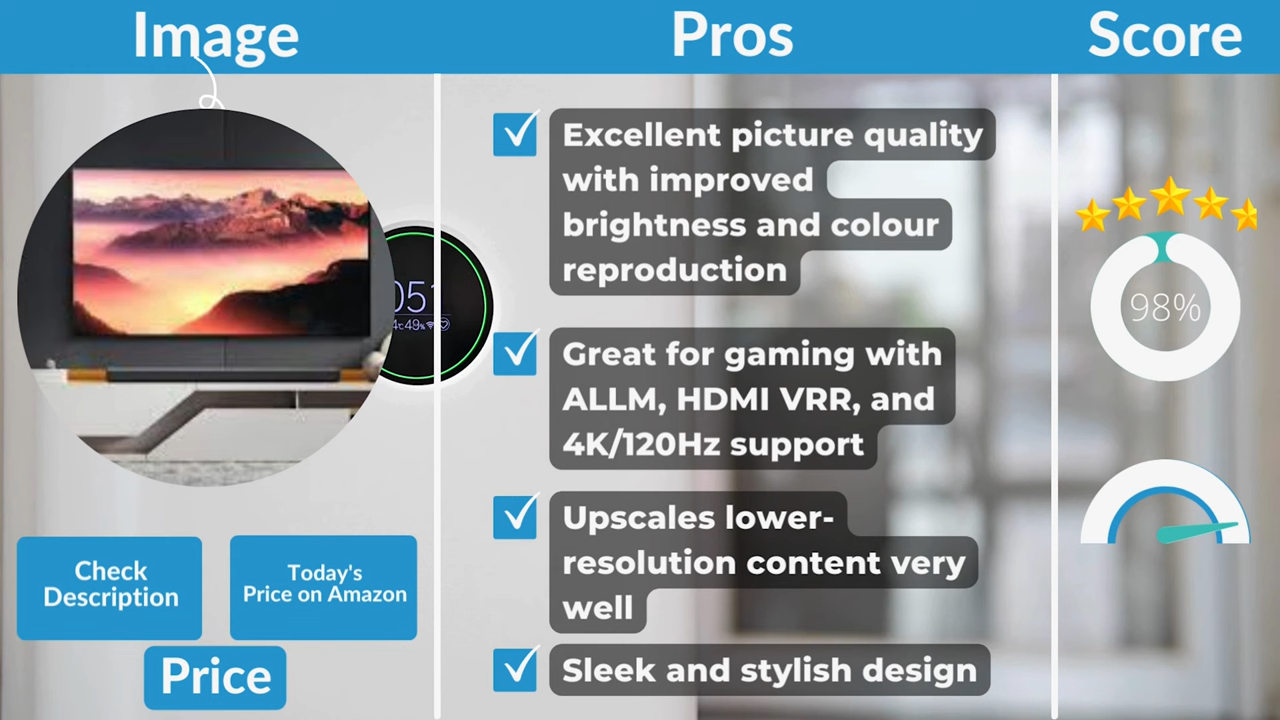 Image
Pros
Score
Excellent picture quality
with improved
brightness and colour
reproduction
Great for gaming with
ALLM, HDMI VRR, and
4K/120Hz support
Upscales lower-
resolution content very
well
Sleek and stylish design
98%
051
49%
Check
Description
Today's
Price on Amazon
Price